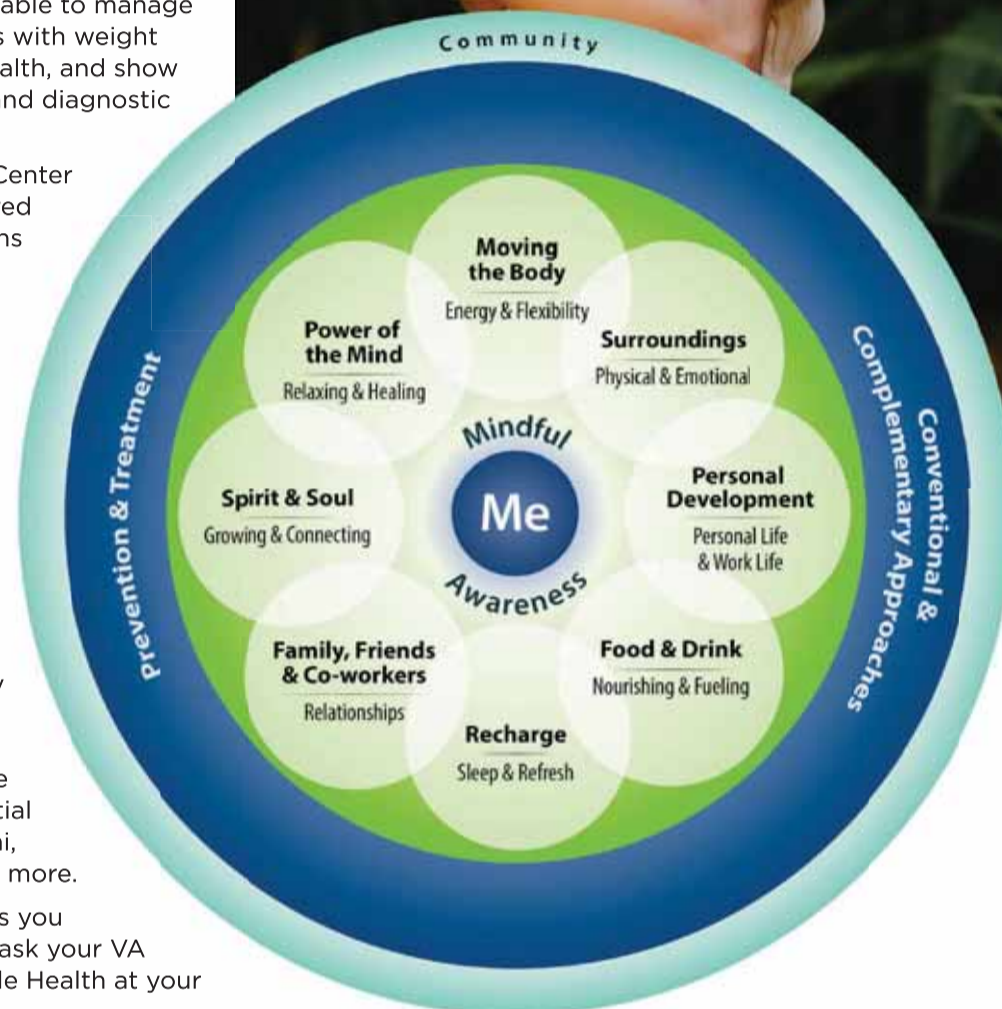 able to manage
with weight
alth, and show
nd diagnostic
Center
ed
more.
s you
ask your VA
le Health at your
Community
Prevention & Treatment
Conventional &
Complementary Approaches
Moving
the Body
Energy & Flexibility
Surroundings
Physical & Emotional
Personal
Development
Personal Life
& Work Life
Food & Drink
Nourishing & Fueling
Recharge
Sleep & Refresh
Family, Friends
& Co-workers
Relationships
Spirit & Soul
Growing & Connecting
Power of
the Mind
Relaxing & Healing
Mindful
Awareness
Me